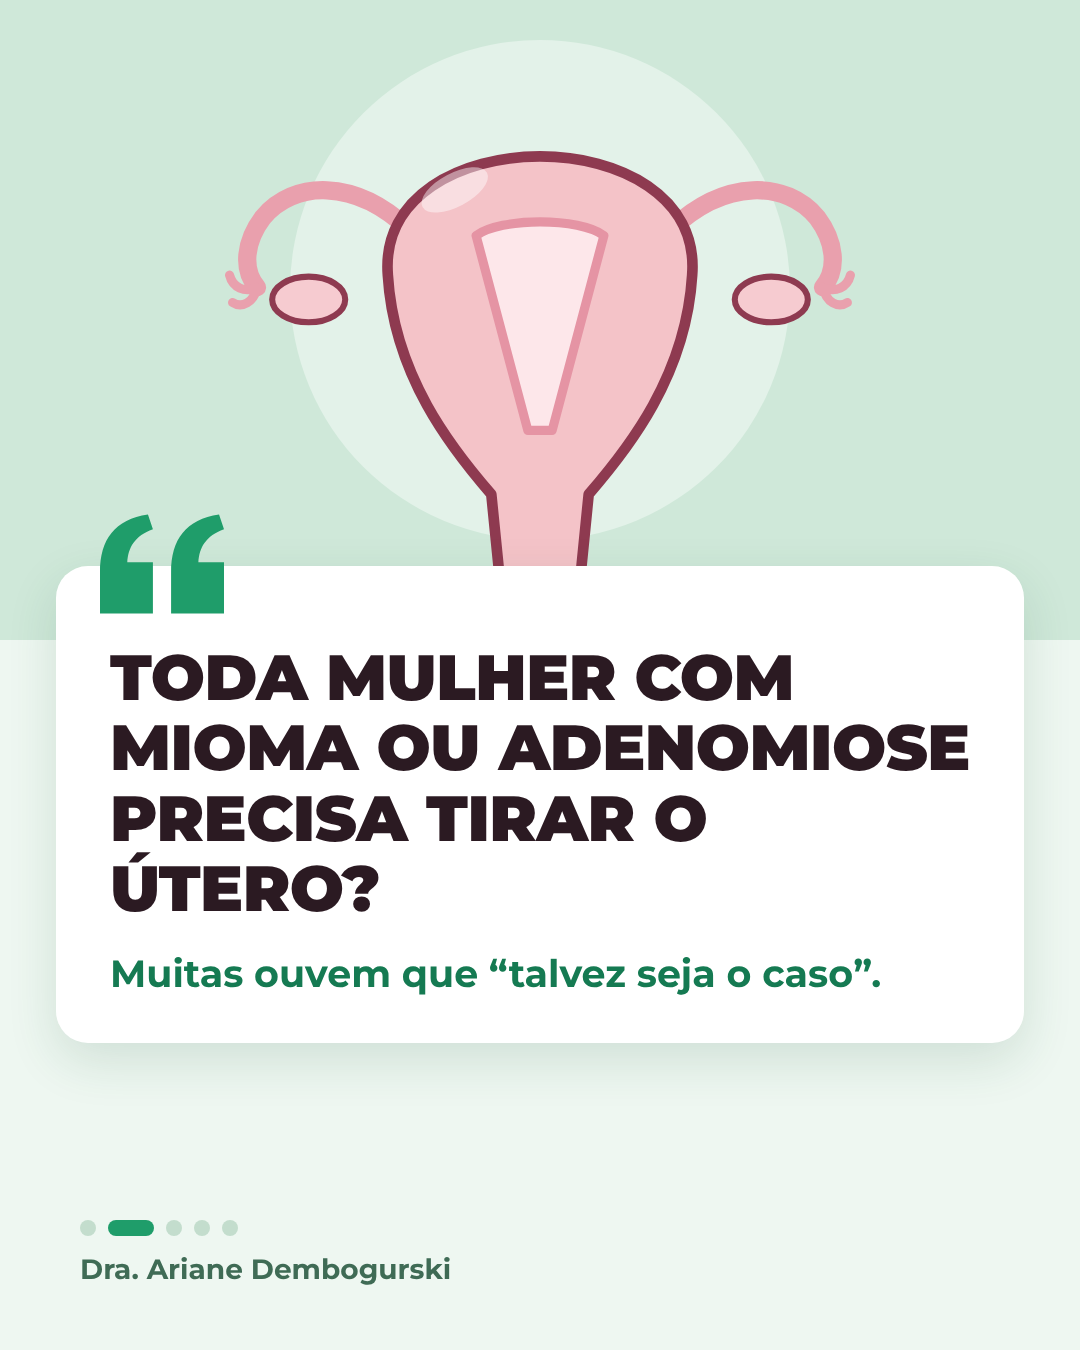 TODA MULHER COM
MIOMA OU ADENOMIOSE
PRECISA TIRAR O
ÚTERO?
Muitas ouvem que “talvez seja o caso”.
Dra. Ariane Dembogurski